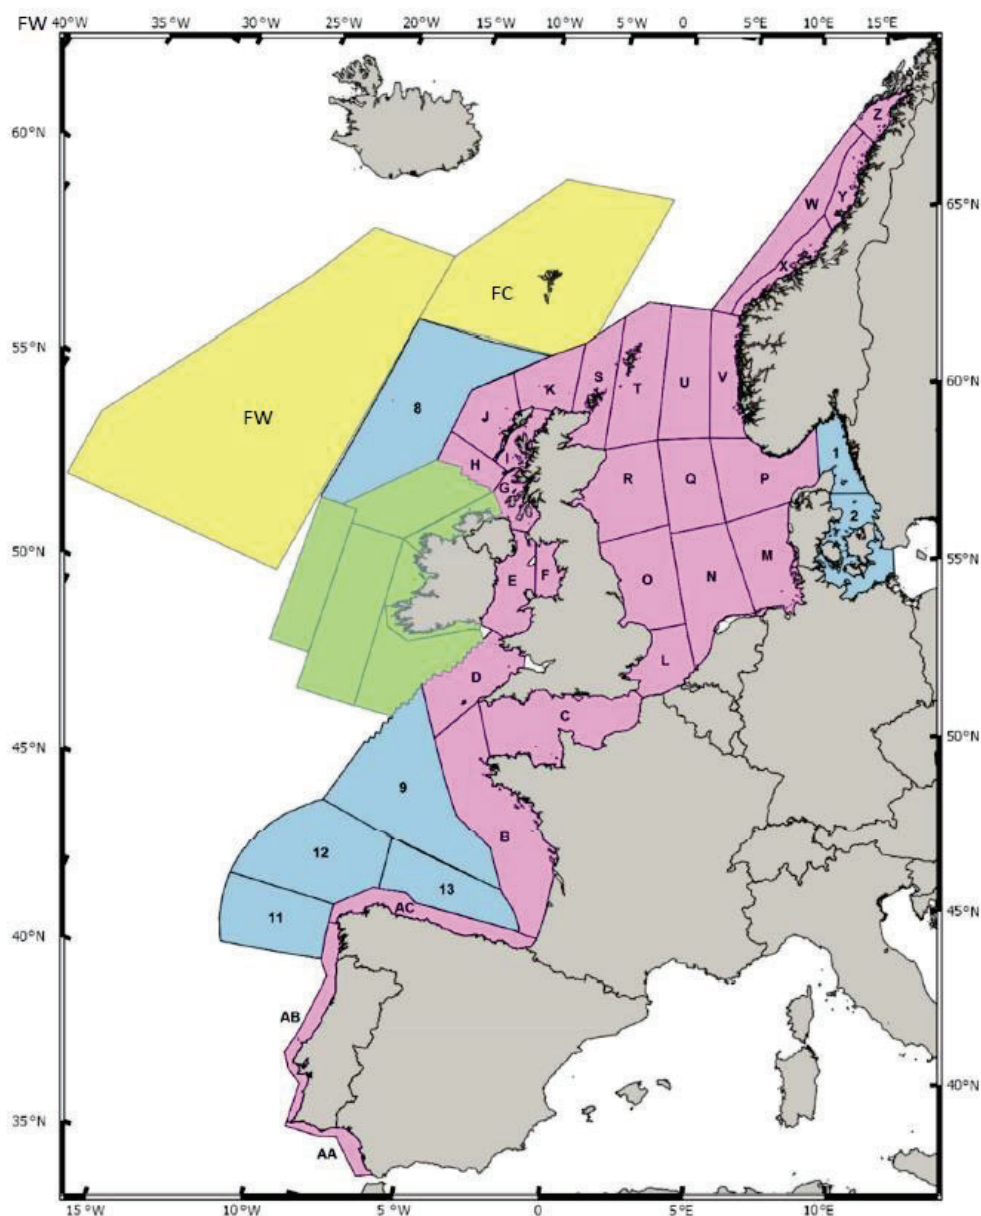 FW
40°W 35°W 30°W 25°W 20°W 15°W 10°W 5°W 0 5°E 10°E 15°E
60°N
Z
65°N
W Y
X
FC
55°N
60°N
K S T U V
FW
8
J
1
H I
G
R Q P
2
50°N
55°N
E F
O N M
L
D
C
45°N
50°N
9
B
12
13
AC
11
45°N
40°N
AB
40°N
35°N
AA
15°W 10°W 5°W 0 5°E 10°E